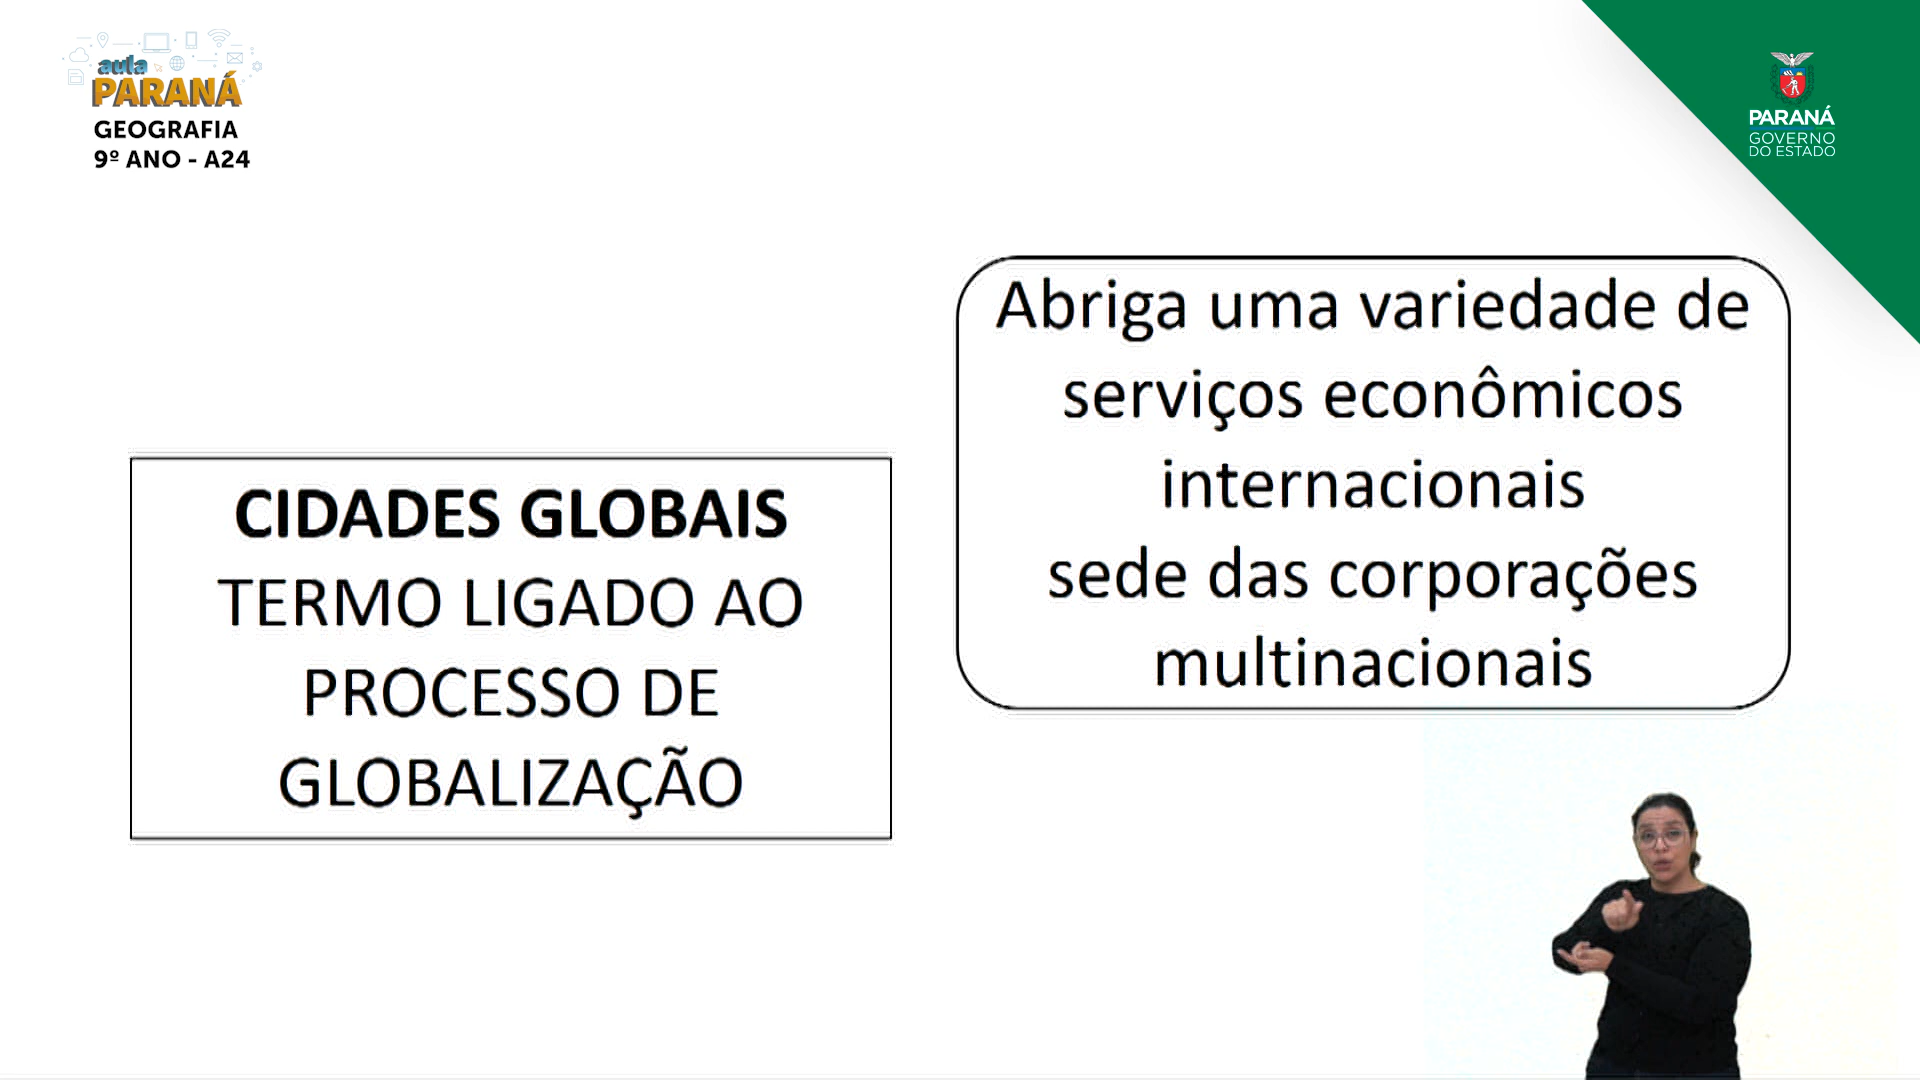 aula
PARANÁ
GEOGRAFIA
9º ANO - A24
PARANÁ
GOVERNO
DO ESTADO
Abriga uma variedade de
serviços econômicos
internacionais
sede das corporações
multinacionais
CIDADES GLOBAIS
TERMO LIGADO AO
PROCESSO DE
GLOBALIZAÇÃO